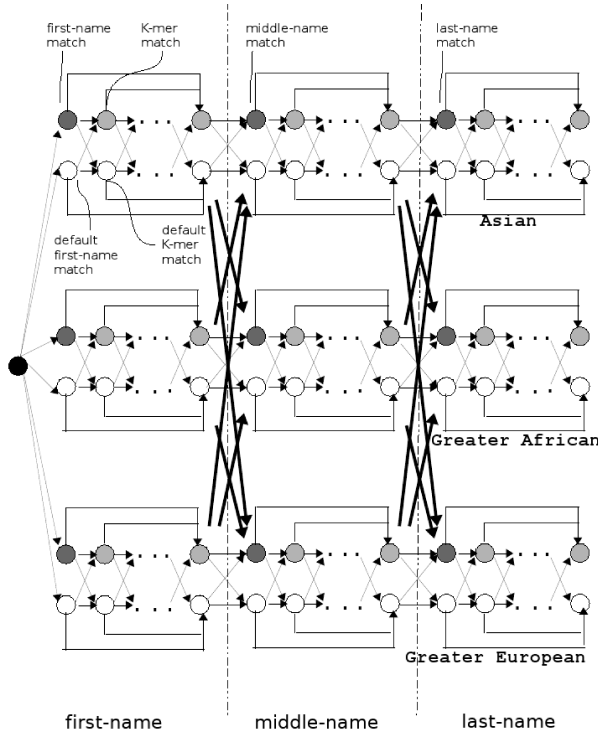 first-name
match
K-mer
match
middle-name
match
last-name
match
default
first-name
match
default
K-mer
match
Asian
Greater African
Greater European
first-name
middle-name
last-name